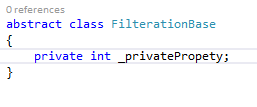 0 references
abstract class FilterationBase
{
private int _privatePropety;
}